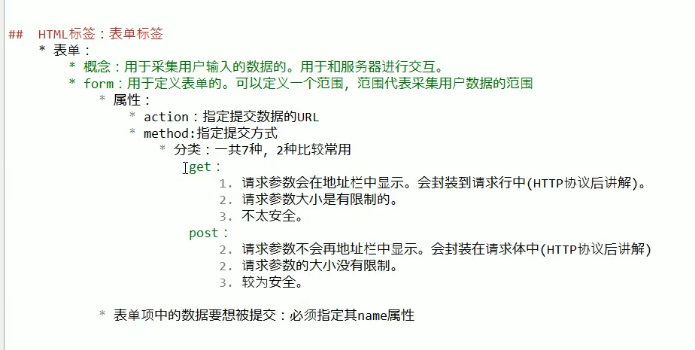 ## HTML标签：表单标签
* 表单：
* 概念：用于采集用户输入的数据的。用于和服务器进行交互。
* form：用于定义表单的。可以定义一个范围，范围代表采集用户数据的范围
* 属性：
* action：指定提交数据的URL
* method:指定提交方式
* 分类：一共7种，2种比较常用
get：
1. 请求参数会在地址栏中显示。会封装到请求行中(HTTP协议后讲解)。
2. 请求参数大小是有限制的。
3. 不太安全。
post：
2. 请求参数不会再地址栏中显示。会封装在请求体中(HTTP协议后讲解)
2. 请求参数的大小没有限制。
3. 较为安全。
* 表单项中的数据要想被提交：必须指定其name属性